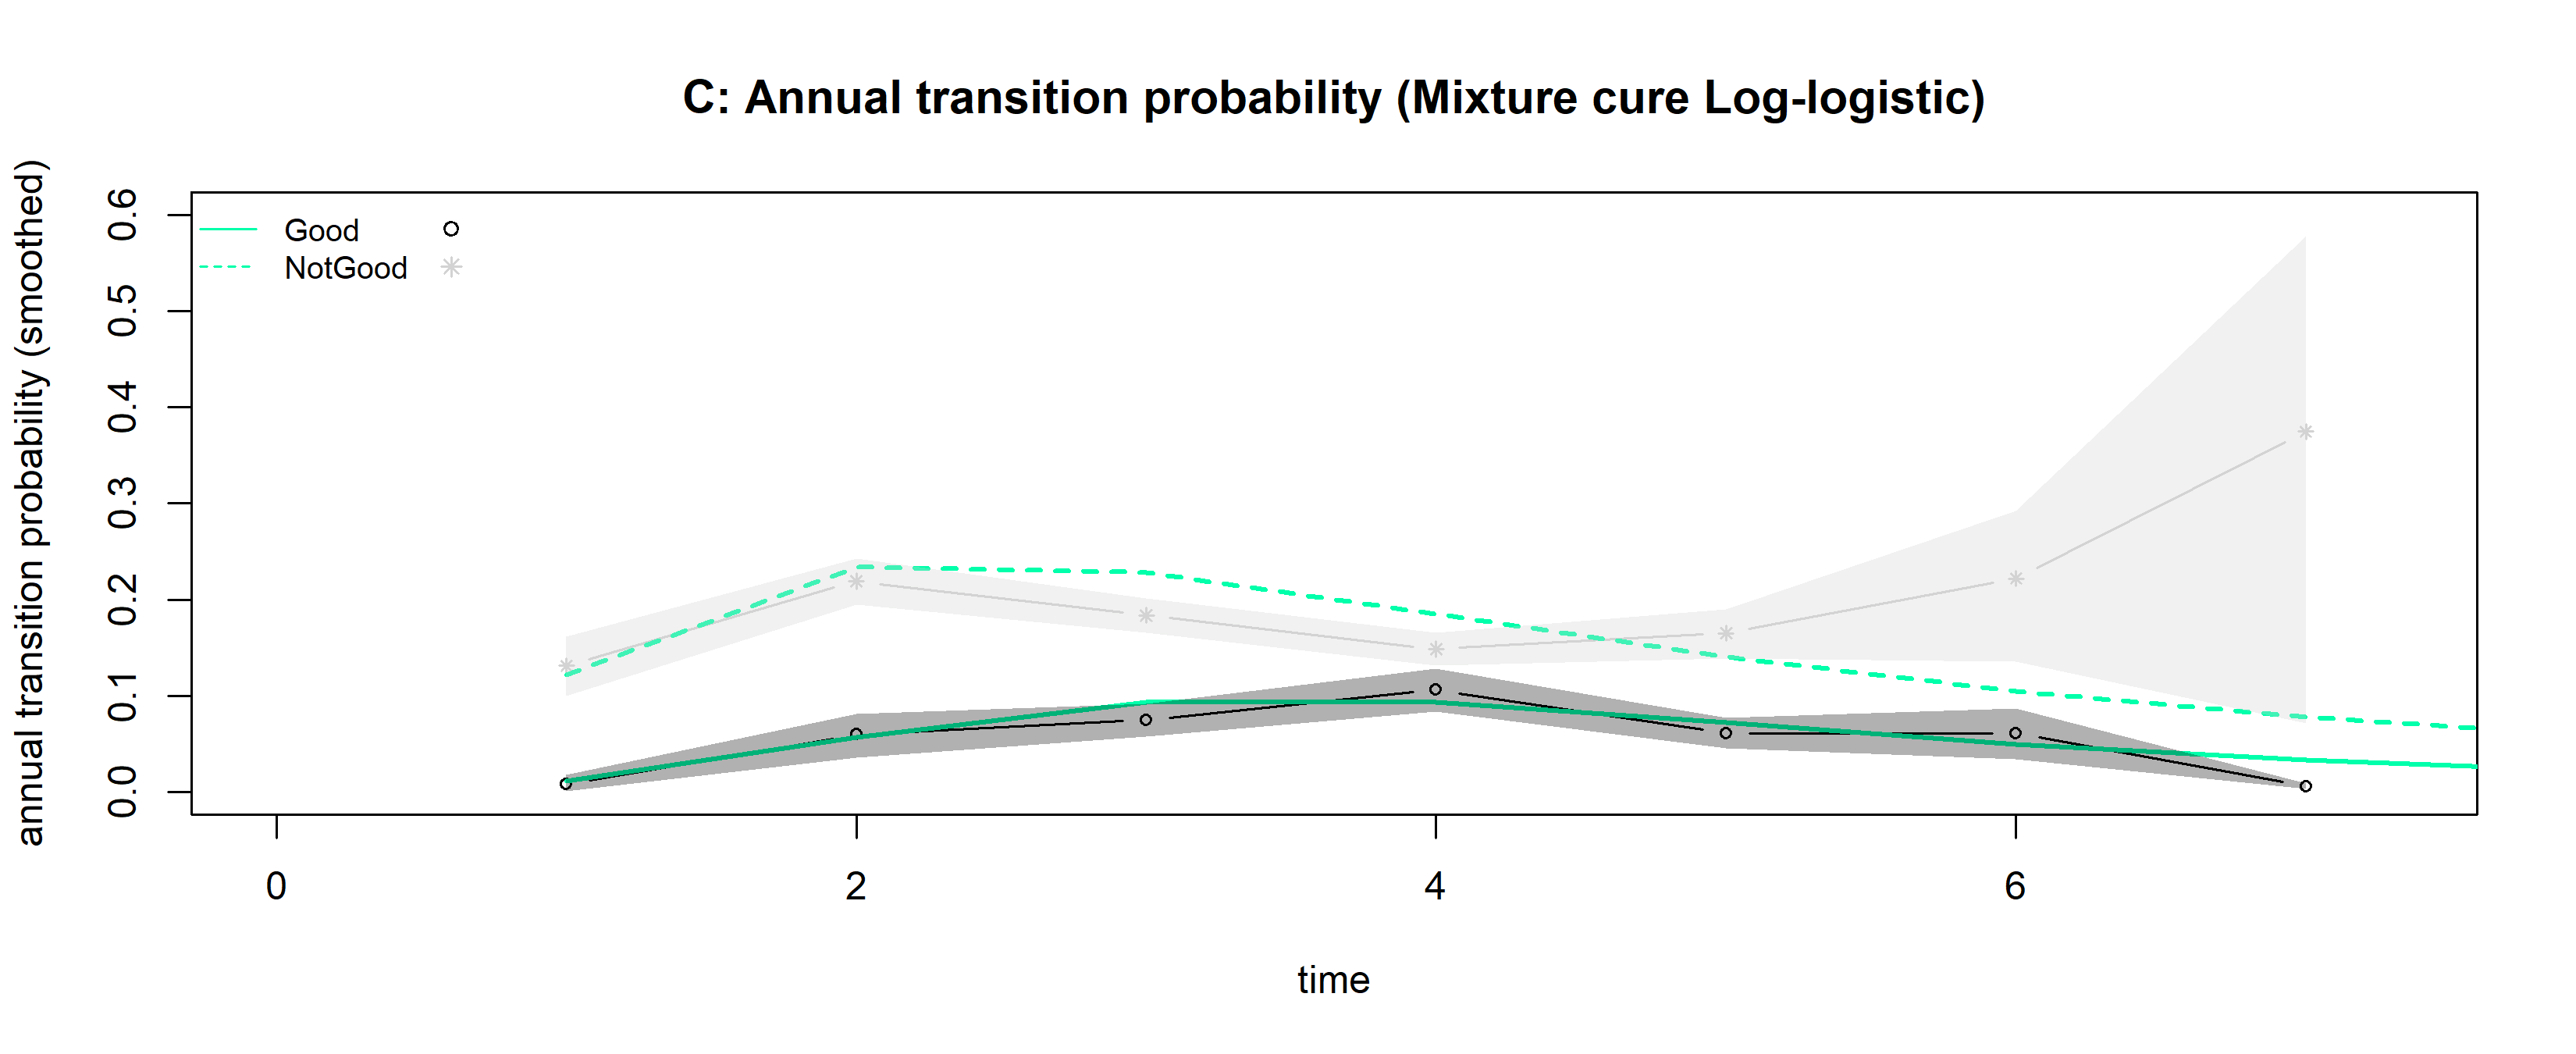 C: Annual transition probability (Mixture cure Log-logistic)
annual transition probability (smoothed)
0.6
0.5
0.4
0.3
0.2
0.1
0.0
Good
NotGood
0 2 4 6
time